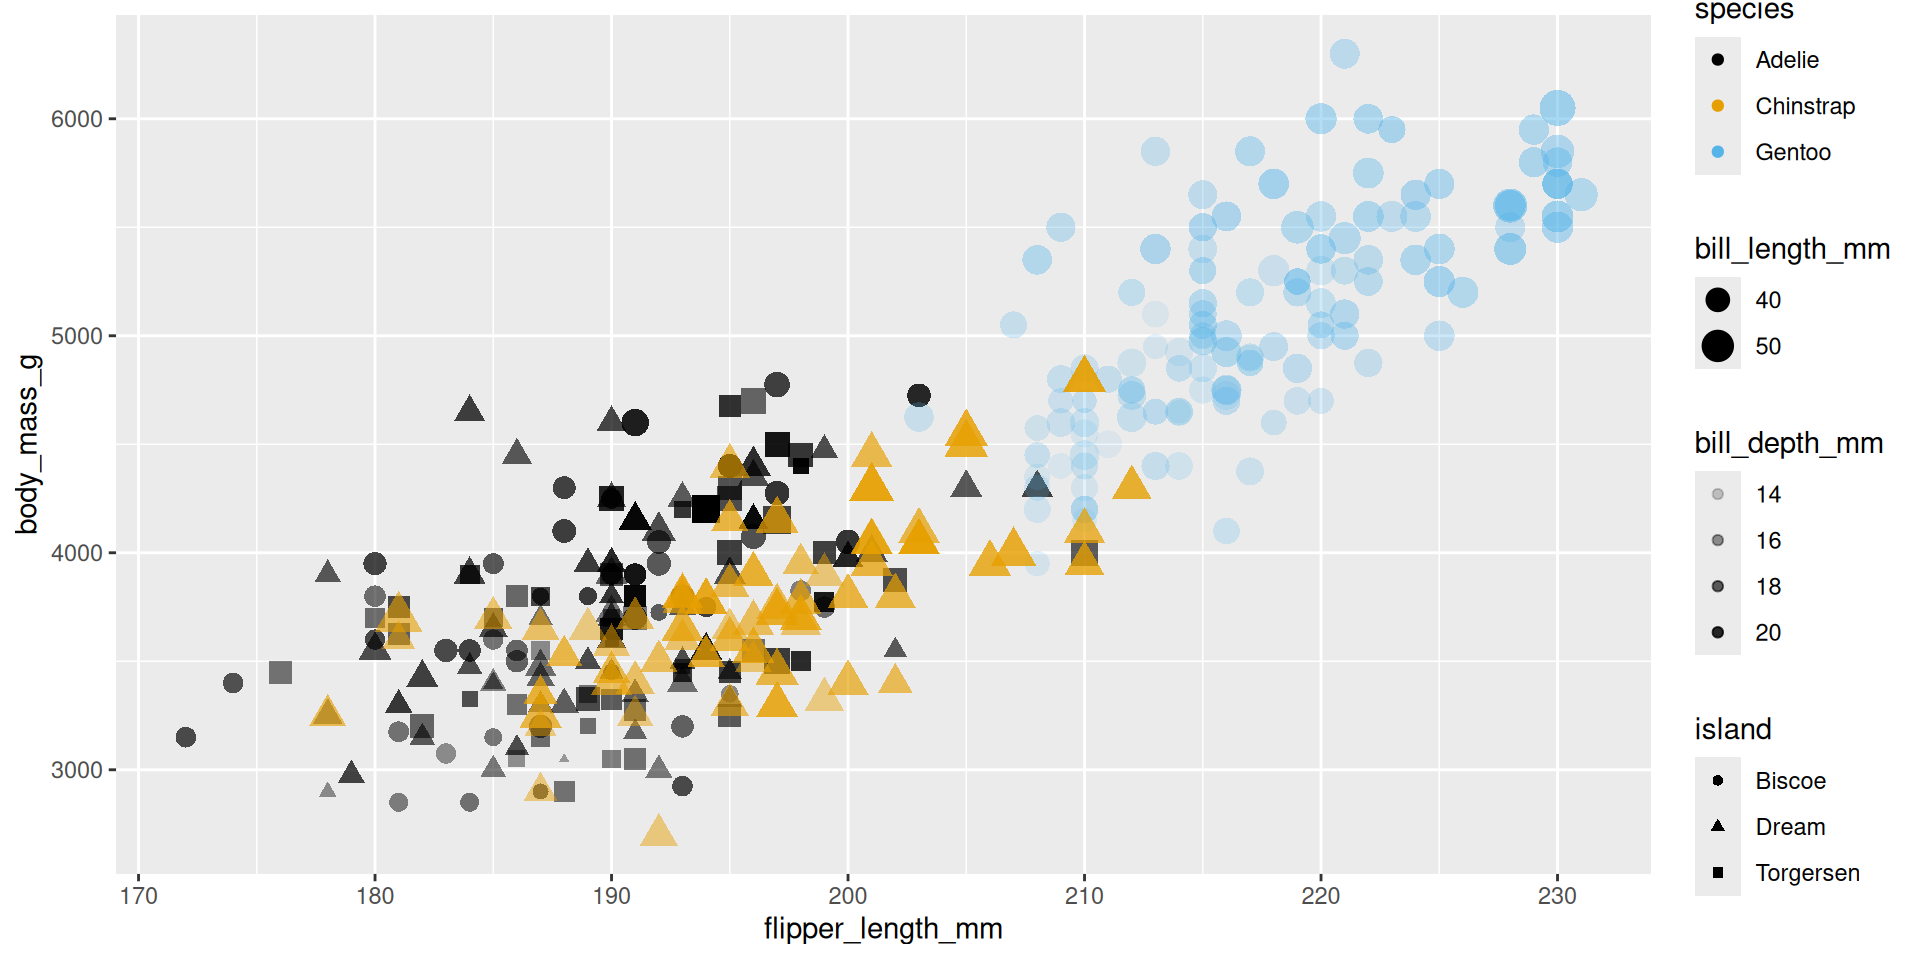 species
Adelie
Chinstrap
Gentoo
bill_length_mm
40
50
bill_depth_mm
14
16
18
20
island
Biscoe
Dream
Torgersen
body_mass_g
6000
5000
4000
3000
170 180 190 200 210 220 230
flipper_length_mm